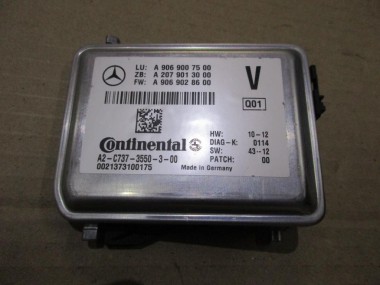 LU: A 906 900 75 00
ZB: A 207 901 30 00
FW: A 906 902 86 00
V
Q01
Continental
HW: 10-12
DIAG-K: 0114
SW: 43-12
PATCH: 00
A2-C737-3550-3-00
0021373100175
Made in Germany